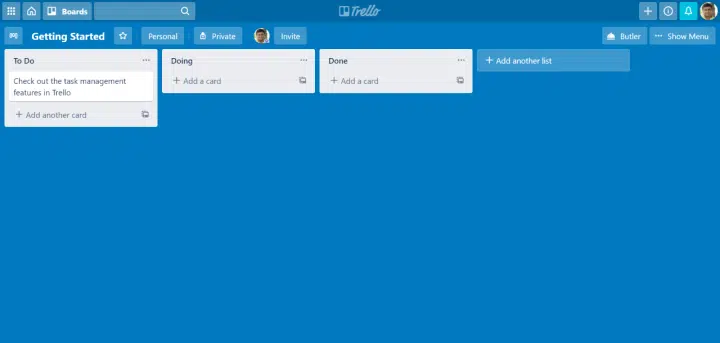 Boards
Trello
Getting Started
Personal
Private
Invite
Butler
Show Menu
To Do
Check out the task management
features in Trello
Add another card
Doing
Add a card
Done
Add a card
Add another list